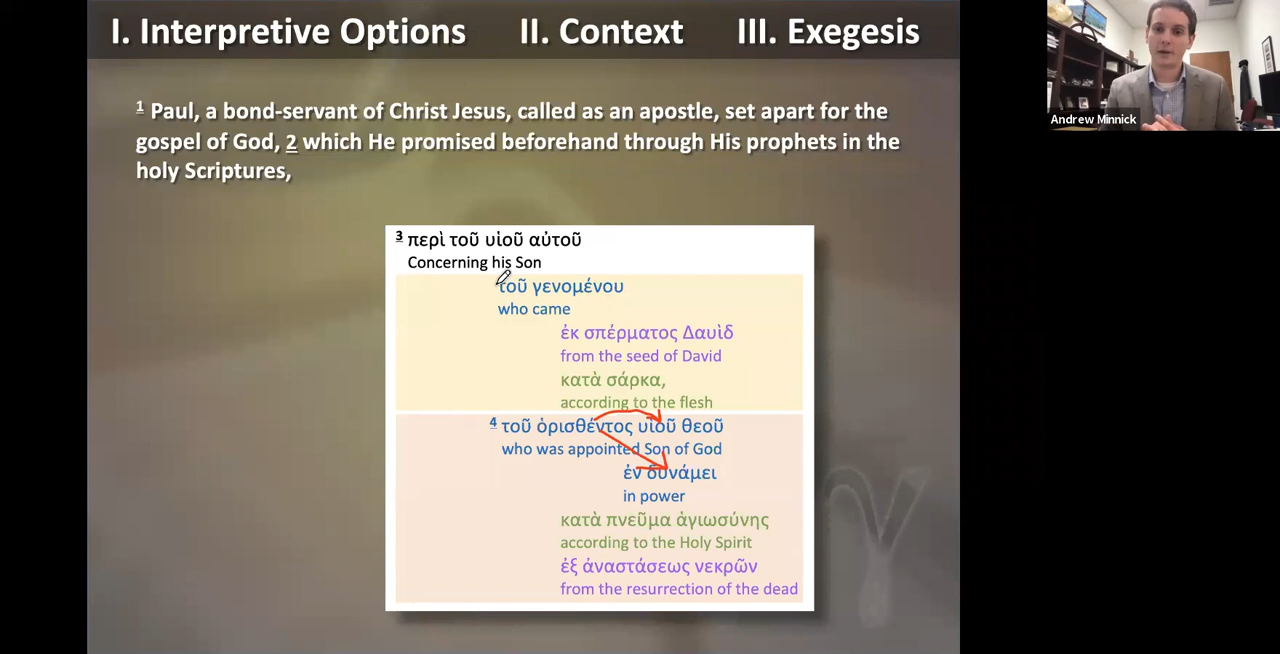 I. Interpretive Options II. Context III. Exegesis
Andrew Minnick
1 Paul, a bond-servant of Christ Jesus, called as an apostle, set apart for the
gospel of God, 2 which He promised beforehand through His prophets in the
holy Scriptures,
3 περὶ τοῦ υἱοῦ αὐτοῦ
Concerning his Son
τοῦ γενομένου
who came
ἐκ σπέρματος Δαυὶδ
from the seed of David
κατὰ σάρκα,
according to the flesh
4 τοῦ ὁρισθέντος υἱοῦ θεοῦ
who was appointed Son of God
ἐν δυνάμει
in power
κατὰ πνεῦμα ἁγιωσύνης
according to the Holy Spirit
ἐξ ἀναστάσεως νεκρῶν
from the resurrection of the dead